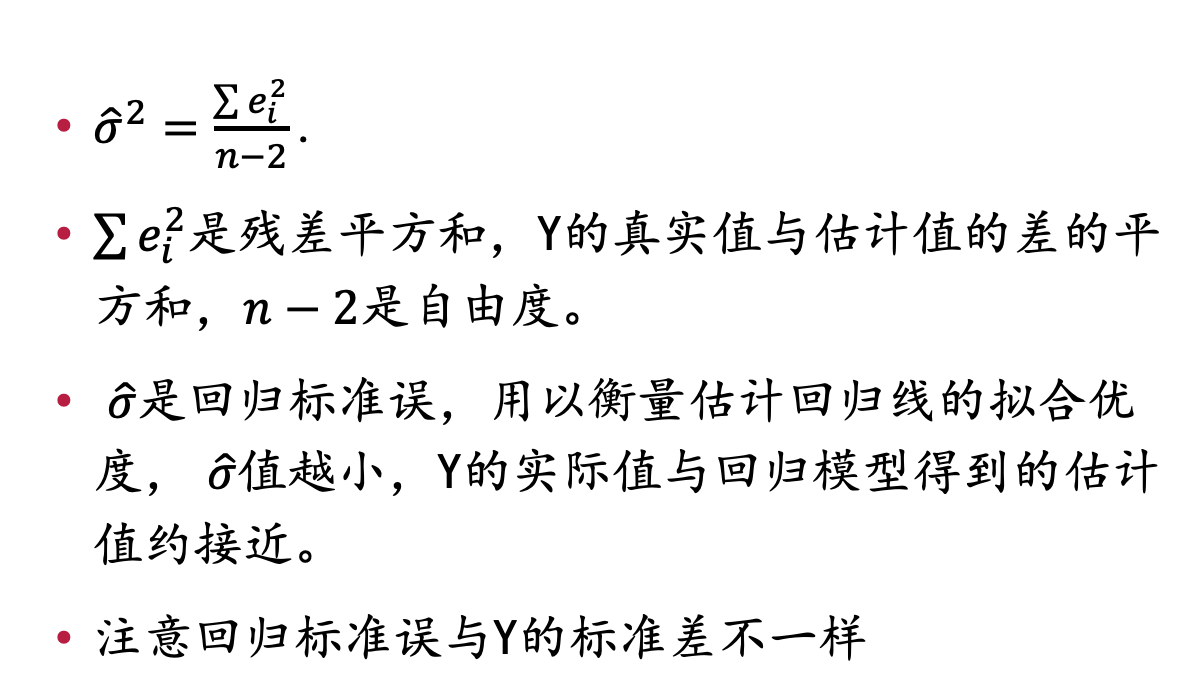 • σ̂² = ∑eᵢ² / (n−2) .
• ∑eᵢ²是残差平方和，Y的真实值与估计值的差的平
方和，n − 2是自由度。
• σ̂是回归标准误，用以衡量估计回归线的拟合优
度， σ̂值越小，Y的实际值与回归模型得到的估计
值约接近。
• 注意回归标准误与Y的标准差不一样